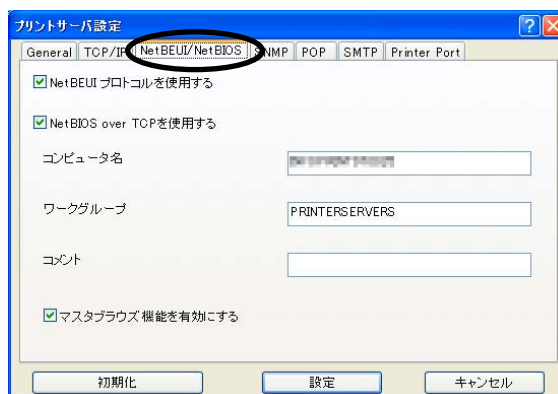 プリントサーバ設定
General TCP/IP NetBEUI/NetBIOS SNMP POP SMTP Printer Port
NetBEUI プロトコルを使用する
NetBIOS over TCPを使用する
コンピュータ名
ワークグループ PRINTERSERVERS
コメント
マスタブラウズ機能を有効にする
初期化 設定 キャンセル